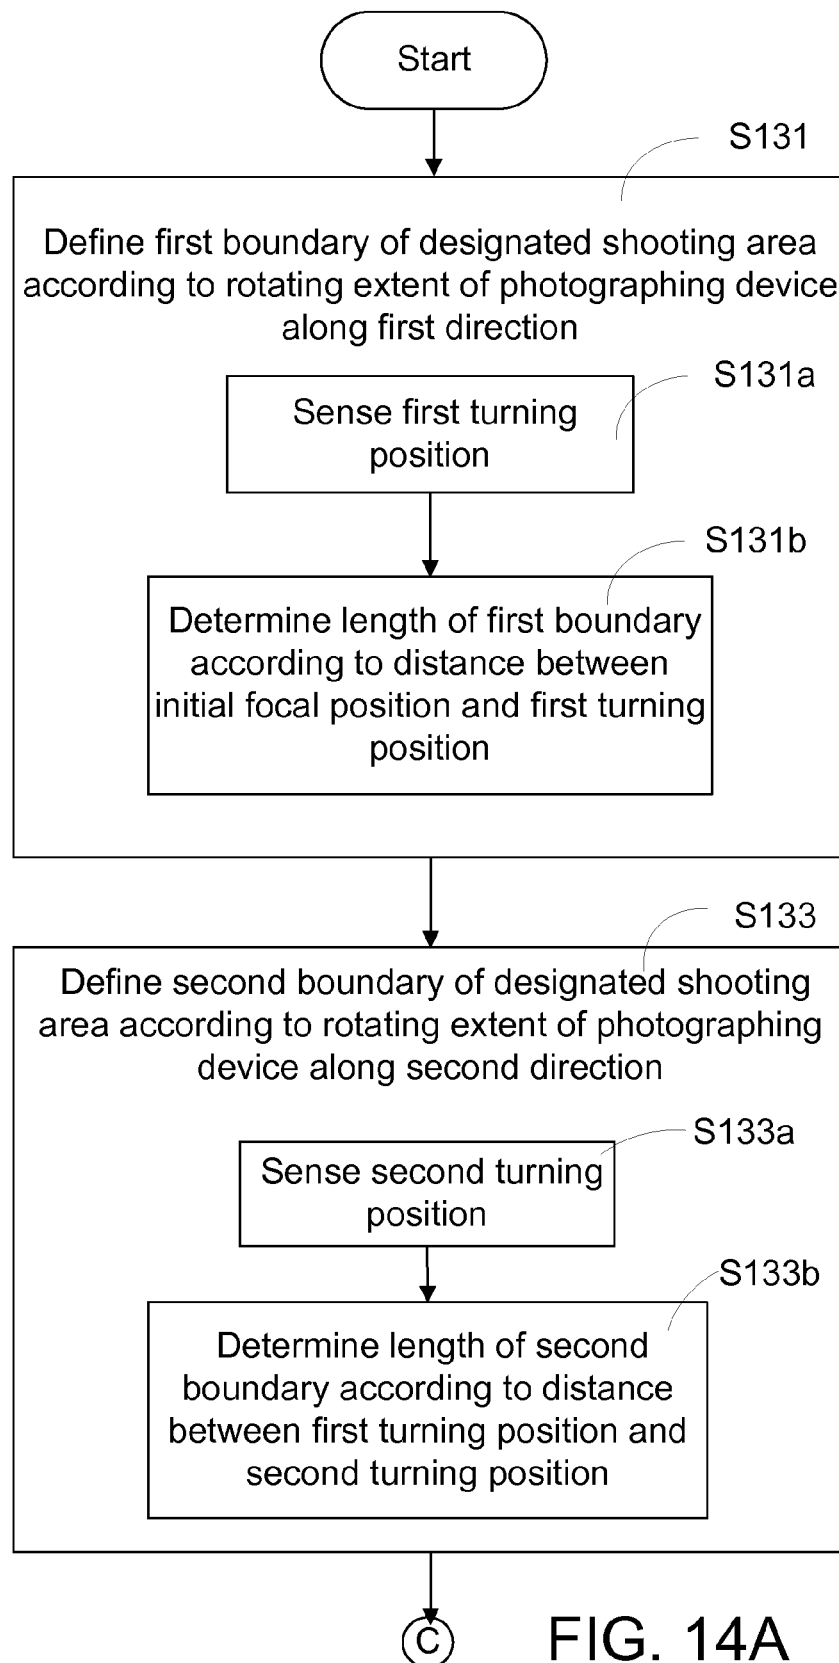 Start
S131
Define first boundary of designated shooting area
according to rotating extent of photographing device
along first direction
S131a
Sense first turning
position
S131b
Determine length of first boundary
according to distance between
initial focal position and first turning
position
S133
Define second boundary of designated shooting
area according to rotating extent of photographing
device along second direction
S133a
Sense second turning
position
S133b
Determine length of second
boundary according to distance
between first turning position and
second turning position
C
FIG. 14A